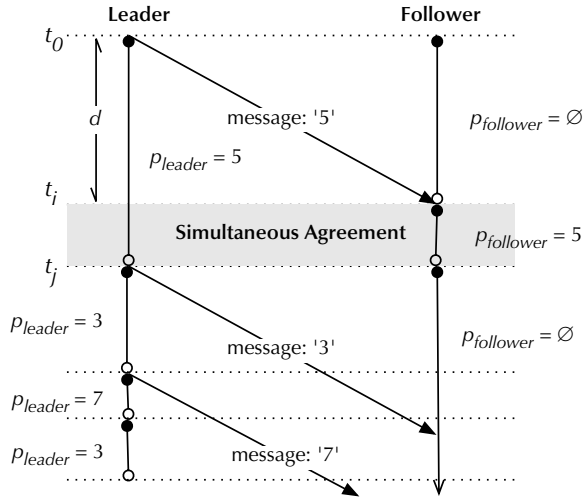 Leader Follower
t0
message: '5'
d
pfollower = ∅
pleader = 5
ti
Simultaneous Agreement
pfollower = 5
tj
pleader = 3
message: '3'
pfollower = ∅
pleader = 7
pleader = 3
message: '7'